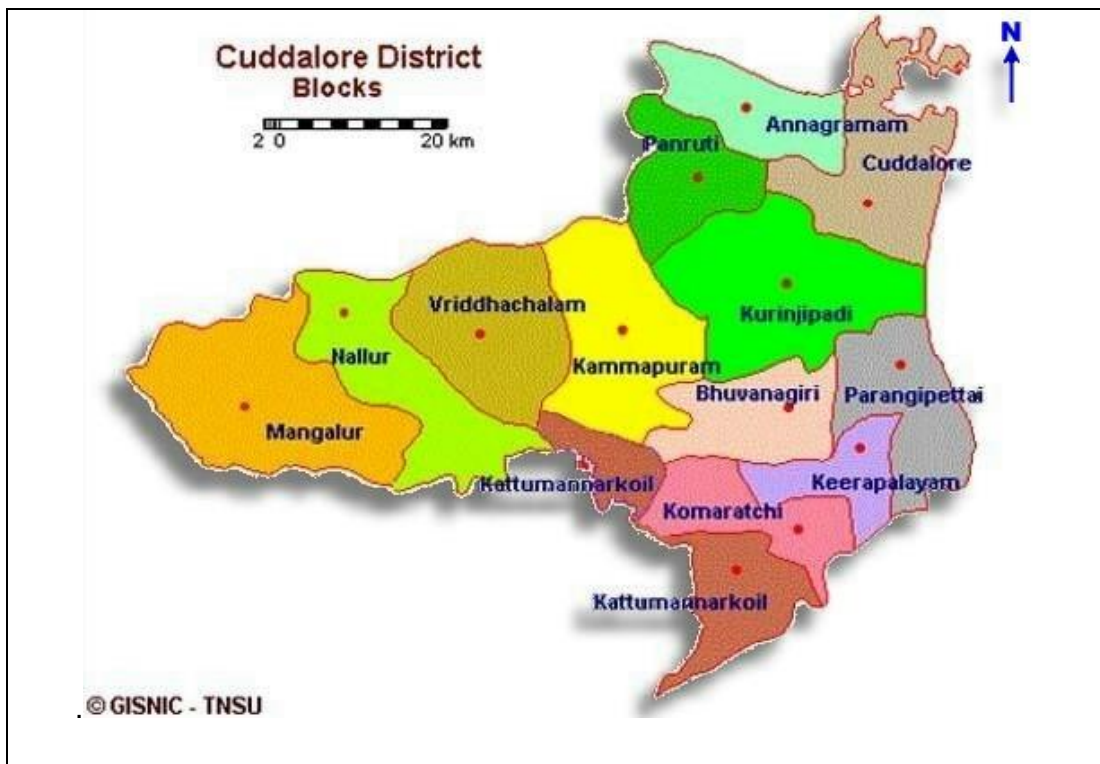 Cuddalore District
Blocks
2 0 20 km
N
Annagramam
Panruti
Cuddalore
Vriddhachalam
Kurinjipadi
Nallur
Kammapuram
Bhuvanagiri
Parangipettai
Mangalur
Kattumannarkoil
Keerapalayam
Komaratchi
Kattumannarkoil
. © GISNIC - TNSU